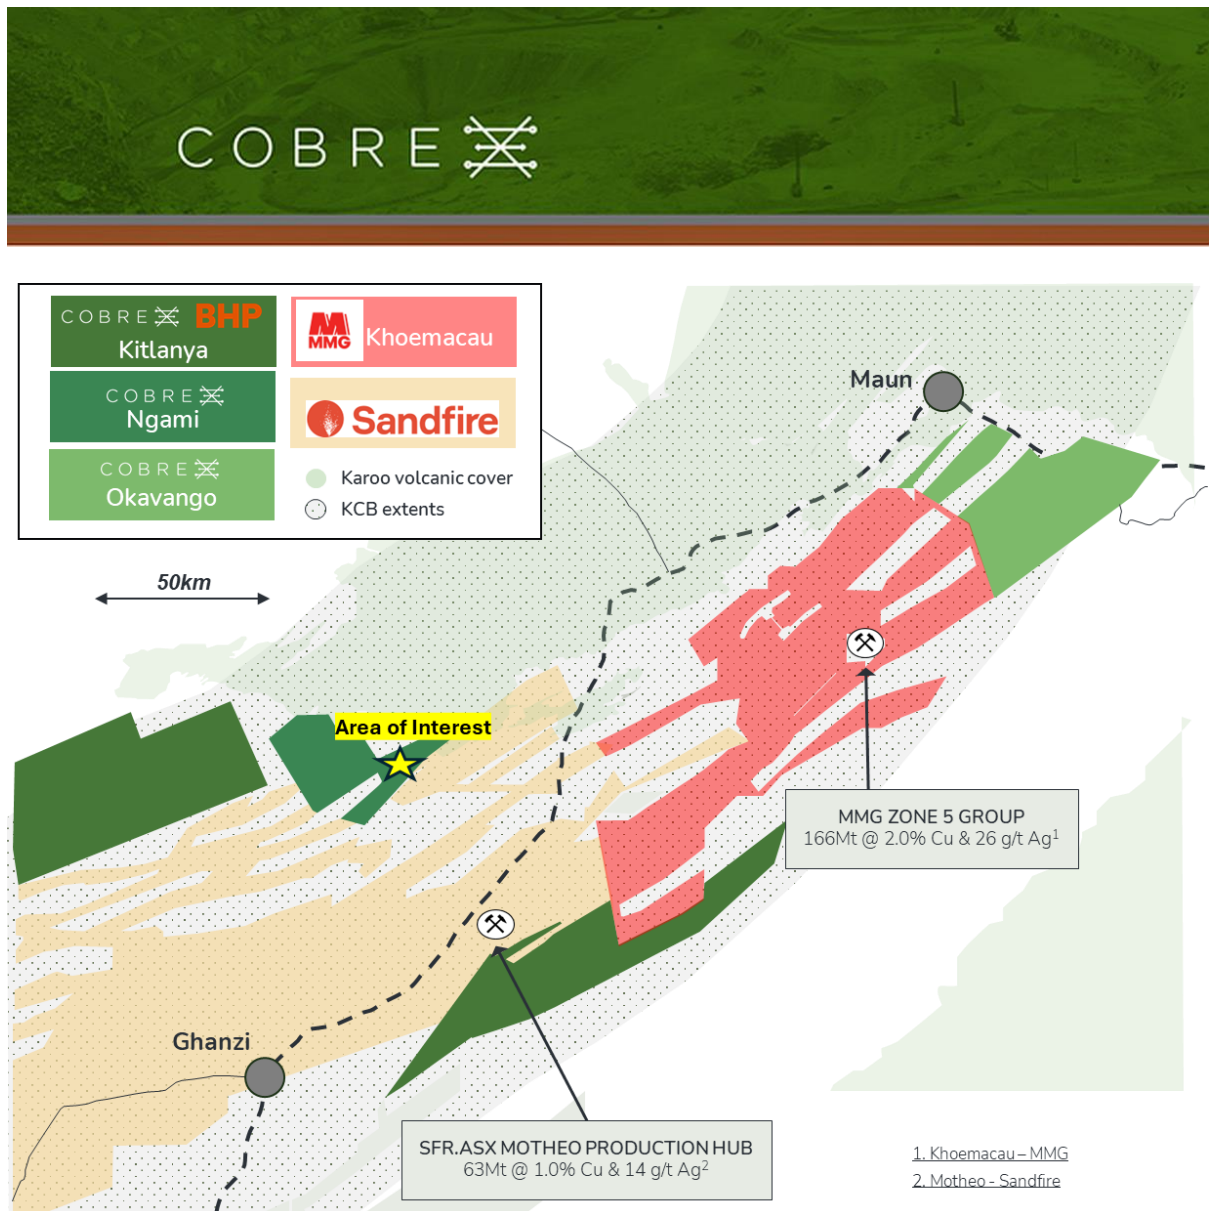 COBRE
COBRE BHP
Kitlanya
MMG
Khoemacau
COBRE
Ngami
Sandfire
COBRE
Okavango
Karoo volcanic cover
KCB extents
Maun
50km
Area of Interest
MMG ZONE 5 GROUP
166Mt @ 2.0% Cu & 26 g/t Ag¹
Ghanzi
SFR.ASX MOTHEO PRODUCTION HUB
63Mt @ 1.0% Cu & 14 g/t Ag²
1. Khoemacau – MMG
2. Motheo - Sandfire